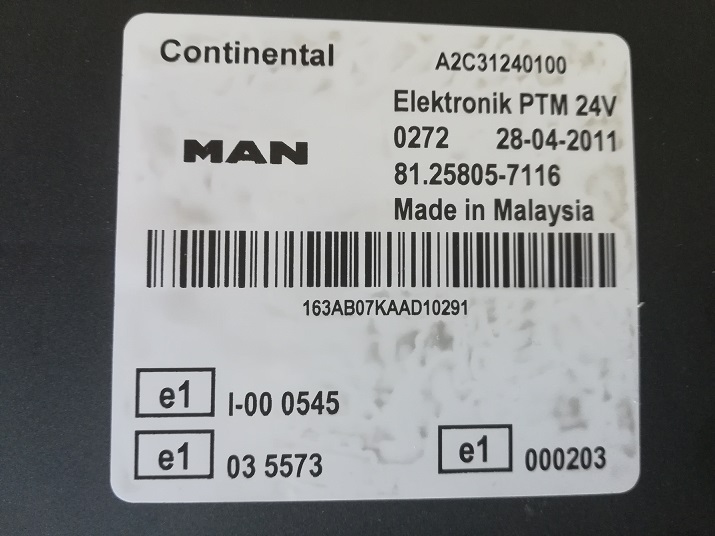 Continental A2C31240100
Elektronik PTM 24V
MAN 0272 28-04-2011
81.25805-7116
Made in Malaysia
163AB07KAAD10291
e1 I-00 0545
e1 03 5573 e1 000203